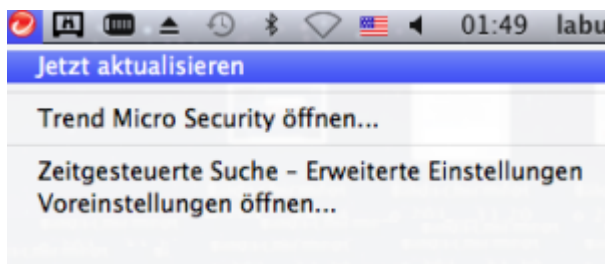 01:49 labu
Jetzt aktualisieren
Trend Micro Security öffnen...
Zeitgesteuerte Suche – Erweiterte Einstellungen
Voreinstellungen öffnen...